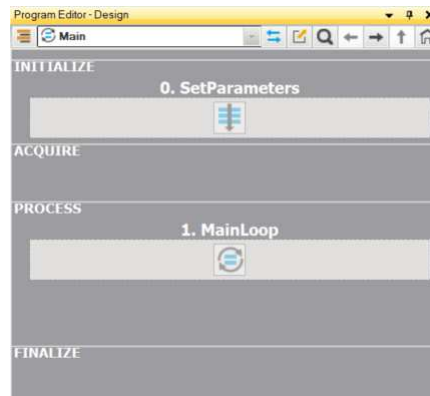 Program Editor - Design
Main
INITIALIZE
0. SetParameters
ACQUIRE
PROCESS
1. MainLoop
FINALIZE